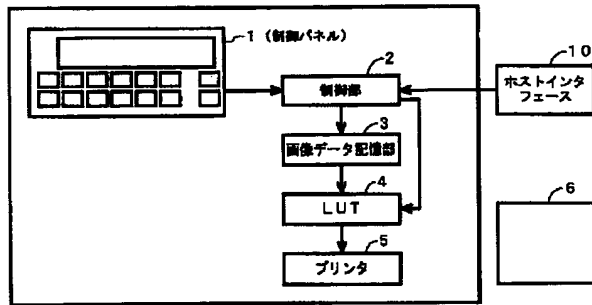 1 (制御パネル)
2
制御部
3
画像データ記憶部
4
LUT
5
プリンタ
10
ホストインタ
フェース
6